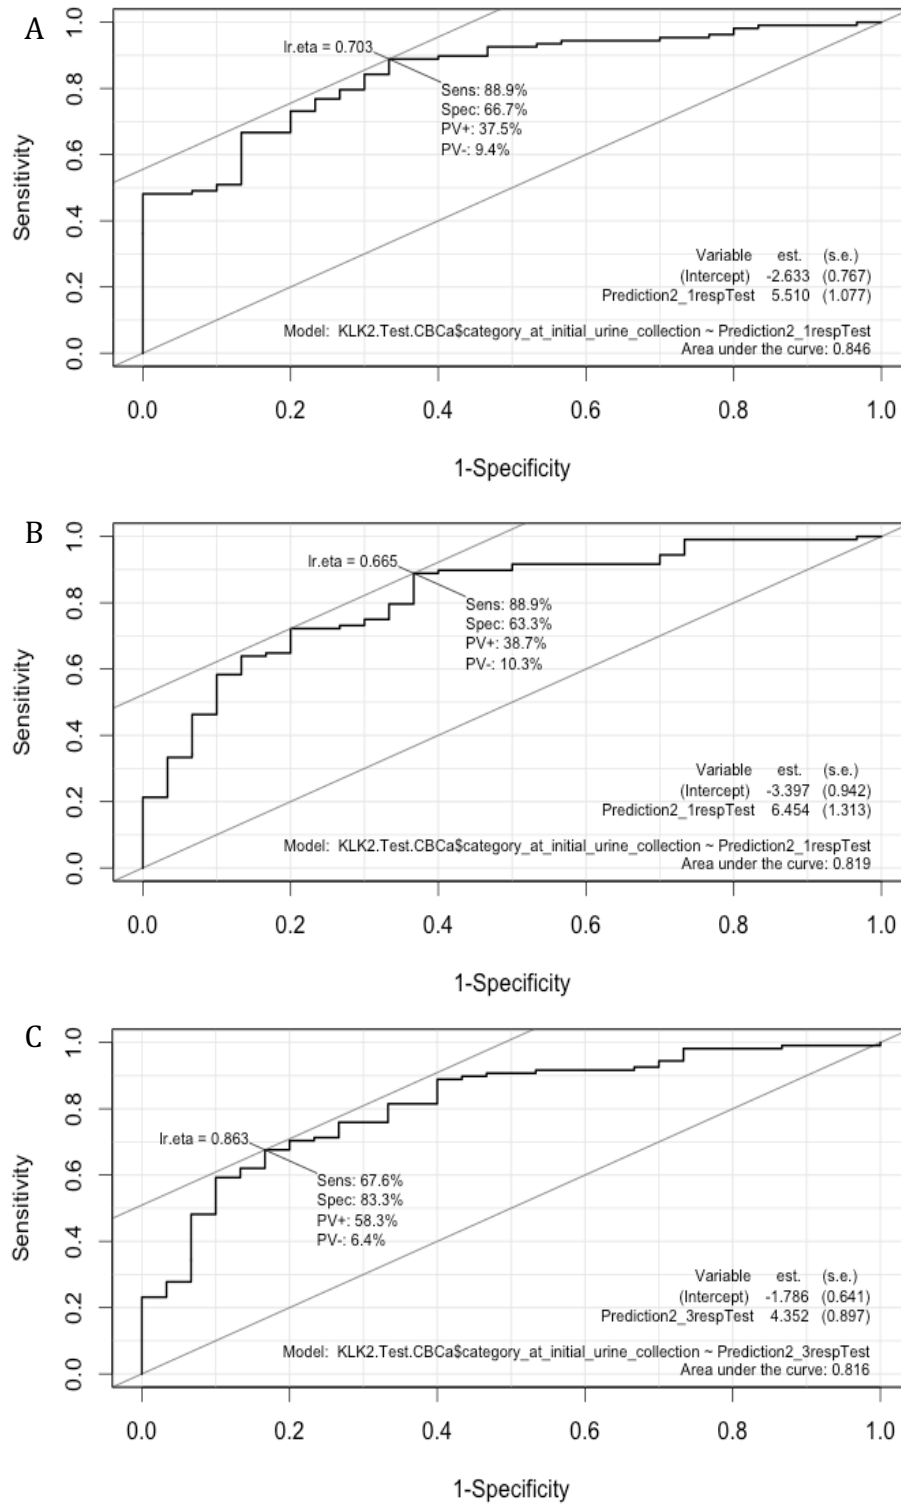 A
1.0
0.8
0.6
0.4
0.2
0.0
Sensitivity
lr.eta = 0.703
Sens: 88.9%
Spec: 66.7%
PV+: 37.5%
PV-: 9.4%
Variable est. (s.e.)
(Intercept) -2.633 (0.767)
Prediction2_1respTest 5.510 (1.077)
Model: KLK2.Test.CBCa$category_at_initial_urine_collection ~ Prediction2_1respTest
Area under the curve: 0.846
0.0 0.2 0.4 0.6 0.8 1.0
1-Specificity
B
1.0
0.8
0.6
0.4
0.2
0.0
Sensitivity
lr.eta = 0.665
Sens: 88.9%
Spec: 63.3%
PV+: 38.7%
PV-: 10.3%
Variable est. (s.e.)
(Intercept) -3.397 (0.942)
Prediction2_1respTest 6.454 (1.313)
Model: KLK2.Test.CBCa$category_at_initial_urine_collection ~ Prediction2_1respTest
Area under the curve: 0.819
0.0 0.2 0.4 0.6 0.8 1.0
1-Specificity
C
1.0
0.8
0.6
0.4
0.2
0.0
Sensitivity
lr.eta = 0.863
Sens: 67.6%
Spec: 83.3%
PV+: 58.3%
PV-: 6.4%
Variable est. (s.e.)
(Intercept) -1.786 (0.641)
Prediction2_3respTest 4.352 (0.897)
Model: KLK2.Test.CBCa$category_at_initial_urine_collection ~ Prediction2_3respTest
Area under the curve: 0.816
0.0 0.2 0.4 0.6 0.8 1.0
1-Specificity